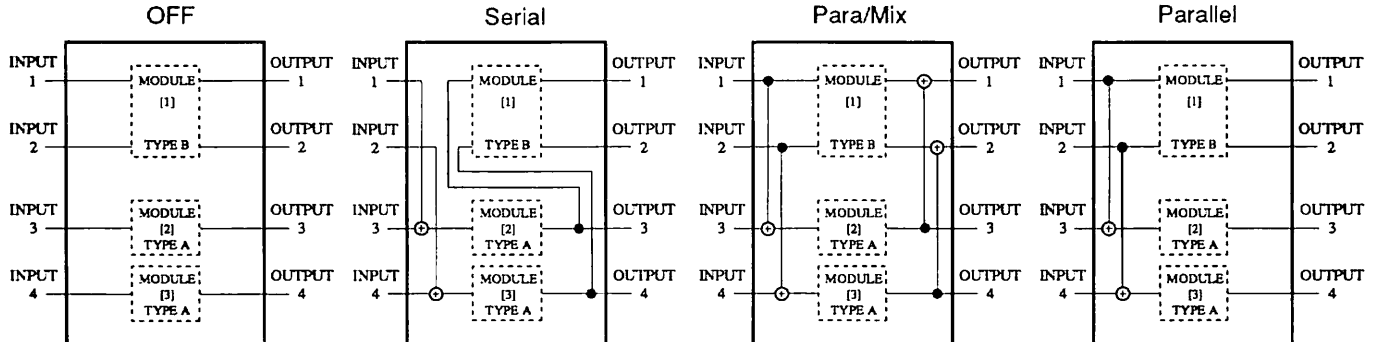 OFF
INPUT
1
INPUT
2
INPUT
3
INPUT
4
MODULE
[1]
TYPE B
MODULE
[2]
TYPE A
MODULE
[3]
TYPE A
OUTPUT
1
OUTPUT
2
OUTPUT
3
OUTPUT
4
Serial
INPUT
1
INPUT
2
INPUT
3
INPUT
4
MODULE
[1]
TYPE B
MODULE
[2]
TYPE A
MODULE
[3]
TYPE A
OUTPUT
1
OUTPUT
2
OUTPUT
3
OUTPUT
4
Para/Mix
INPUT
1
INPUT
2
INPUT
3
INPUT
4
MODULE
[1]
TYPE B
MODULE
[2]
TYPE A
MODULE
[3]
TYPE A
OUTPUT
1
OUTPUT
2
OUTPUT
3
OUTPUT
4
Parallel
INPUT
1
INPUT
2
INPUT
3
INPUT
4
MODULE
[1]
TYPE B
MODULE
[2]
TYPE A
MODULE
[3]
TYPE A
OUTPUT
1
OUTPUT
2
OUTPUT
3
OUTPUT
4